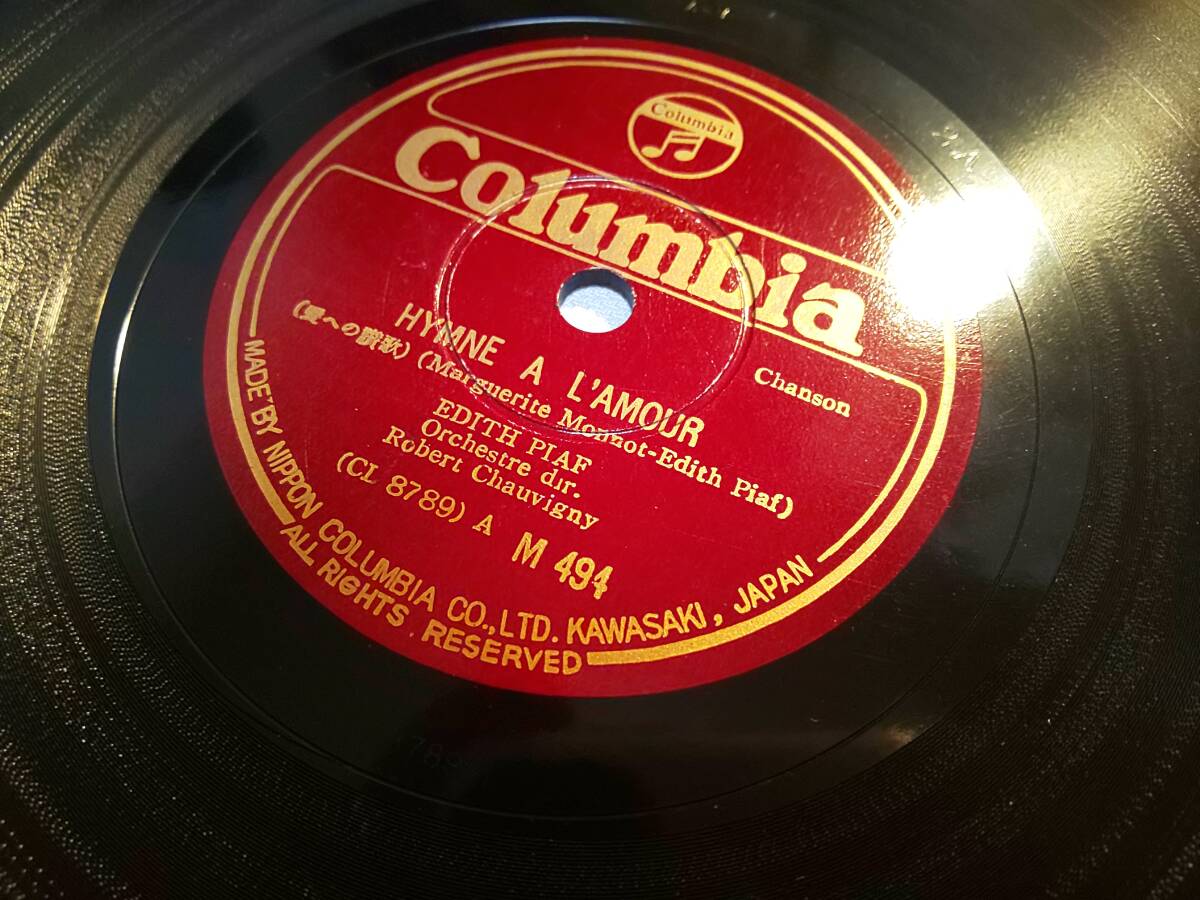 Columbia
Columbia
Chanson
HYMNE A L'AMOUR
(愛への讃歌) (Marguerite Monnot-Edith Piaf)
EDITH PIAF
Orchestre dir.
Robert Chauvigny
(CL 8789) A M 494
MADE BY NIPPON COLUMBIA CO., LTD. KAWASAKI, JAPAN
ALL RIGHTS RESERVED